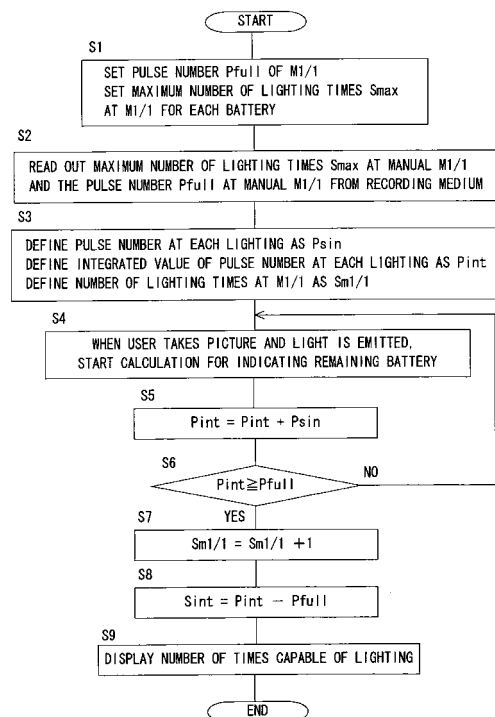 START
S1
SET PULSE NUMBER Pfull OF M1/1
SET MAXIMUM NUMBER OF LIGHTING TIMES Smax
AT M1/1 FOR EACH BATTERY
S2
READ OUT MAXIMUM NUMBER OF LIGHTING TIMES Smax AT MANUAL M1/1
AND THE PULSE NUMBER Pfull AT MANUAL M1/1 FROM RECORDING MEDIUM
S3
DEFINE PULSE NUMBER AT EACH LIGHTING AS Psin
DEFINE INTEGRATED VALUE OF PULSE NUMBER AT EACH LIGHTING AS Pint
DEFINE NUMBER OF LIGHTING TIMES AT M1/1 AS Sm1/1
S4
WHEN USER TAKES PICTURE AND LIGHT IS EMITTED,
START CALCULATION FOR INDICATING REMAINING BATTERY
S5
Pint = Pint + Psin
S6
Pint≧Pfull
NO
YES
S7
Sm1/1 = Sm1/1 +1
S8
Sint = Pint − Pfull
S9
DISPLAY NUMBER OF TIMES CAPABLE OF LIGHTING
END